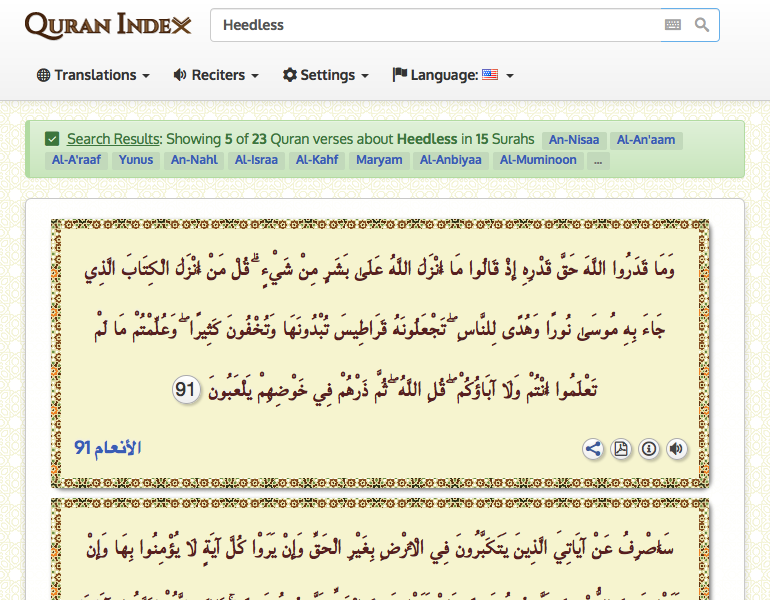 QURAN INDEX
Heedless
Translations Reciters Settings Language:
Search Results: Showing 5 of 23 Quran verses about Heedless in 15 Surahs An-Nisaa Al-An'aam
Al-A'raaf Yunus An-Nahl Al-Israa Al-Kahf Maryam Al-Anbiyaa Al-Muminoon ...
وَمَا قَدَرُوا اللَّهَ حَقَّ قَدْرِهِ إِذْ قَالُوا مَا أَنْزَلَ اللَّهُ عَلَىٰ بَشَرٍ مِنْ شَيْءٍ ۗ قُلْ مَنْ أَنْزَلَ الْكِتَابَ الَّذِي
جَاءَ بِهِ مُوسَىٰ نُورًا وَهُدًى لِلنَّاسِ ۖ تَجْعَلُونَهُ قَرَاطِيسَ تُبْدُونَهَا وَتُخْفُونَ كَثِيرًا ۖ وَعُلِّمْتُمْ مَا لَمْ
تَعْلَمُوا أَنْتُمْ وَلَا آبَاؤُكُمْ ۖ قُلِ اللَّهُ ۖ ثُمَّ ذَرْهُمْ فِي خَوْضِهِمْ يَلْعَبُونَ 91
الأنعام 91
سَأَصْرِفُ عَنْ آيَاتِيَ الَّذِينَ يَتَكَبَّرُونَ فِي الْأَرْضِ بِغَيْرِ الْحَقِّ وَإِنْ يَرَوْا كُلَّ آيَةٍ لَا يُؤْمِنُوا بِهَا وَإِنْ